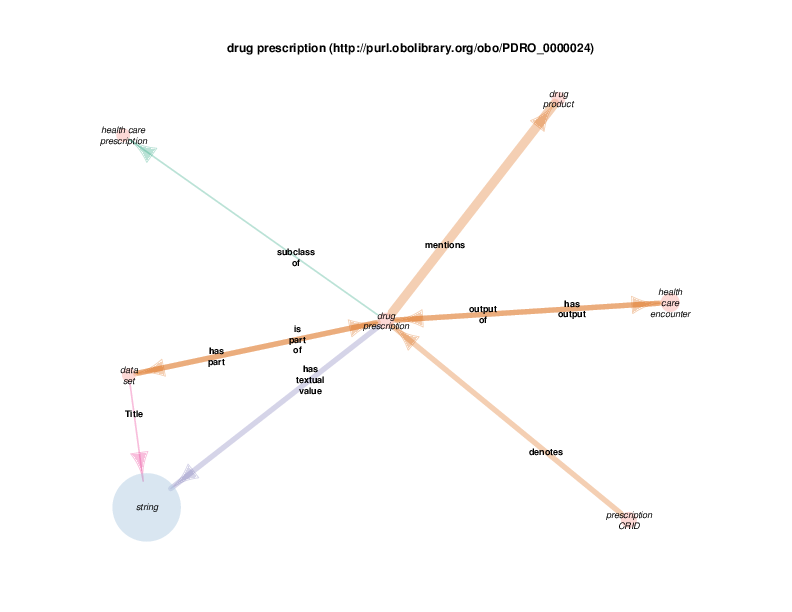 drug prescription (http://purl.obolibrary.org/obo/PDRO_0000024)
drug
product
health care
prescription
mentions
subclass
of
health
care
encounter
has
output
output
of
drug
prescription
is
part
of
has
part
data
set
has
textual
value
Title
denotes
string
prescription
CRID